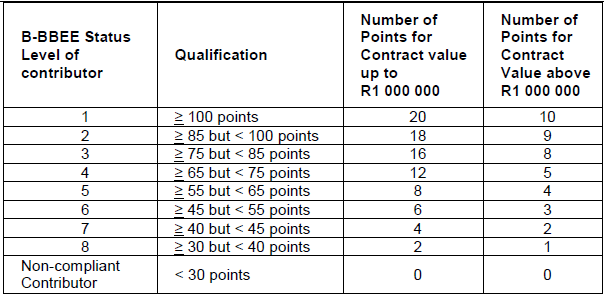 B-BBEE Status Level of contributor | Qualification | Number of Points for Contract value up to R1 000 000 | Number of Points for Contract Value above R1 000 000
1 | ≥ 100 points | 20 | 10
2 | ≥ 85 but < 100 points | 18 | 9
3 | ≥ 75 but < 85 points | 16 | 8
4 | ≥ 65 but < 75 points | 12 | 5
5 | ≥ 55 but < 65 points | 8 | 4
6 | ≥ 45 but < 55 points | 6 | 3
7 | ≥ 40 but < 45 points | 4 | 2
8 | ≥ 30 but < 40 points | 2 | 1
Non-compliant Contributor | < 30 points | 0 | 0